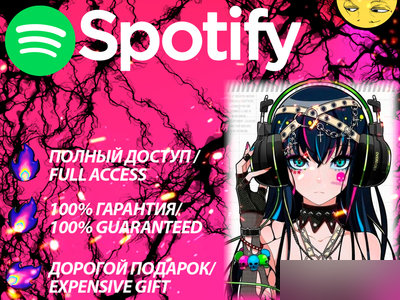 Spotify
ПОЛНЫЙ ДОСТУП/
FULL ACCESS
100% ГАРАНТИЯ/
100% GUARANTEED
ДОРОГОЙ ПОДАРОК/
EXPENSIVE GIFT